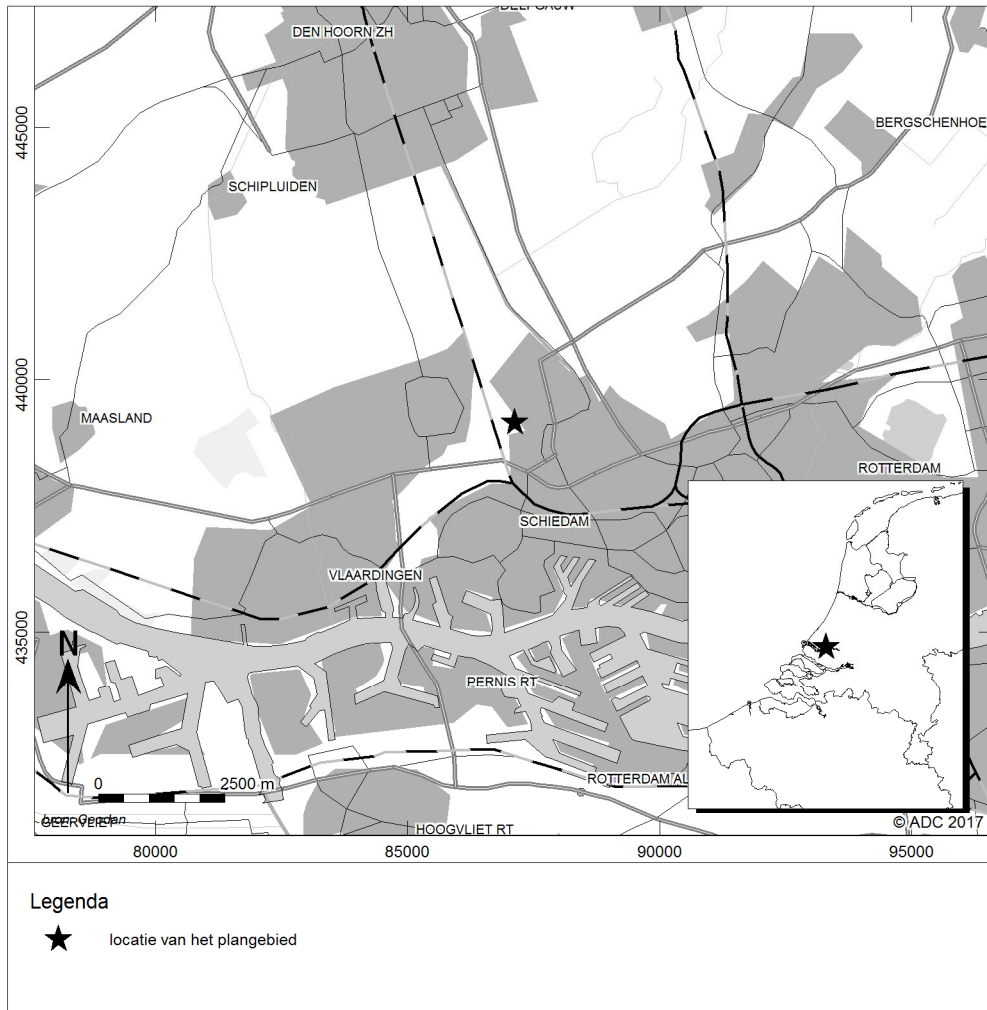 DEN HOORN ZH
445000
BERGSCHENHOE
SCHIPLUIDEN
440000
MAASLAND
ROTTERDAM
SCHIEDAM
VLAARDINGEN
435000
N
PERNIS RT
0 2500 m
ROTTERDAM AL
GEERVLIET
HOOGVLIET RT
© ADC 2017
80000 85000 90000 95000
Legenda
locatie van het plangebied